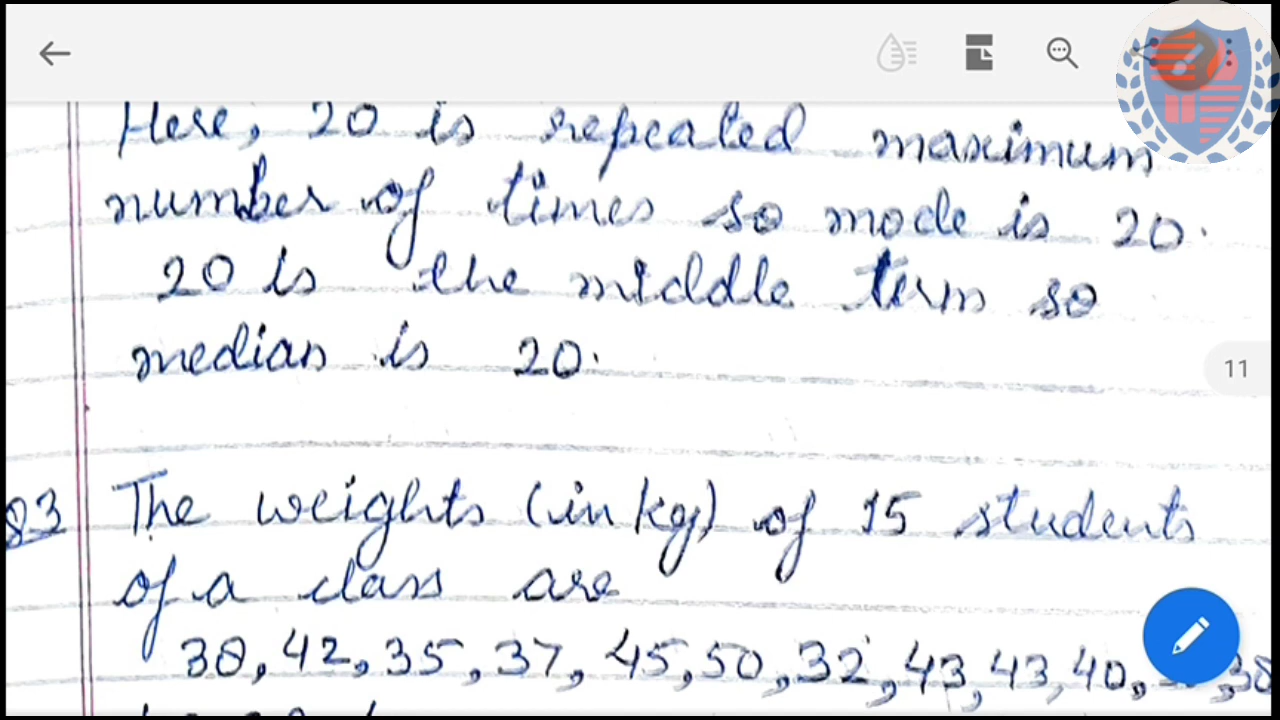 Here, 20 is repeated maximum
number of times so mode is 20.
20 is the middle term so
median is 20.
11
83 The weights (in kg) of 15 students
of a class are
38, 42, 35, 37, 45, 50, 32, 43, 43, 40, 38